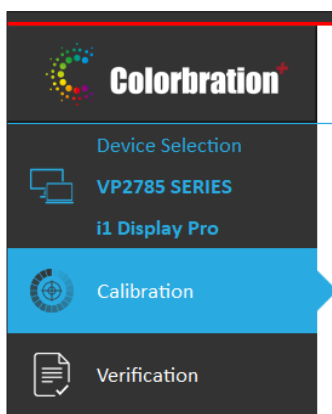 Colorbration+
Device Selection
VP2785 SERIES
i1 Display Pro
Calibration
Verification